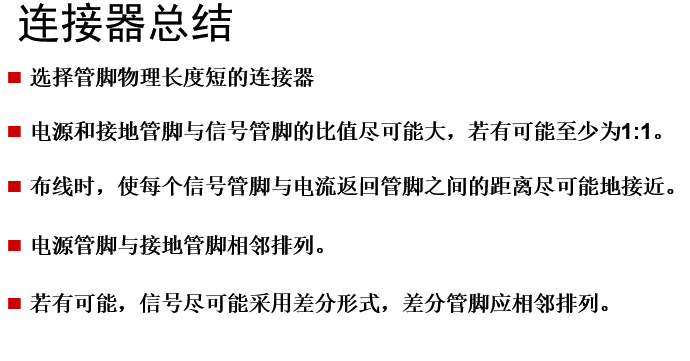 连接器总结
选择管脚物理长度短的连接器
电源和接地管脚与信号管脚的比值尽可能大，若有可能至少为1:1。
布线时，使每个信号管脚与电流返回管脚之间的距离尽可能地接近。
电源管脚与接地管脚相邻排列。
若有可能，信号尽可能采用差分形式，差分管脚应相邻排列。